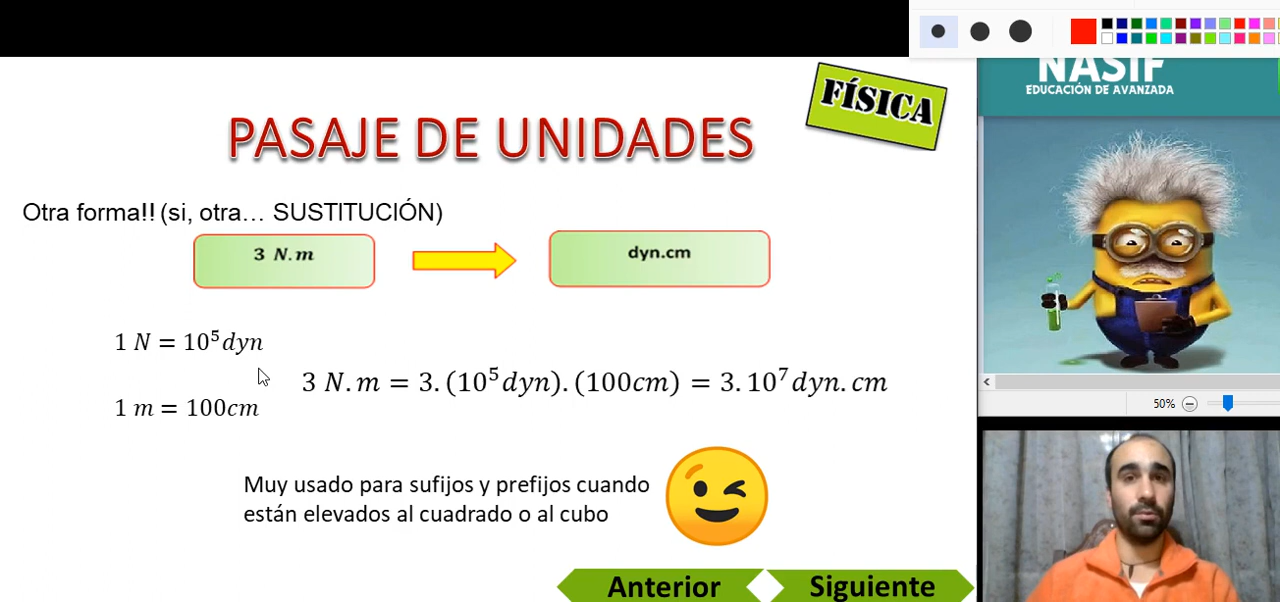 NASIF
EDUCACIÓN DE AVANZADA
FÍSICA
PASAJE DE UNIDADES
Otra forma!! (si, otra… SUSTITUCIÓN)
3 N.m
dyn.cm
1 N = 10⁵dyn
3 N.m = 3.(10⁵dyn).(100cm) = 3.10⁷dyn.cm
1 m = 100cm
50%
Muy usado para sufijos y prefijos cuando
están elevados al cuadrado o al cubo
Anterior
Siguiente